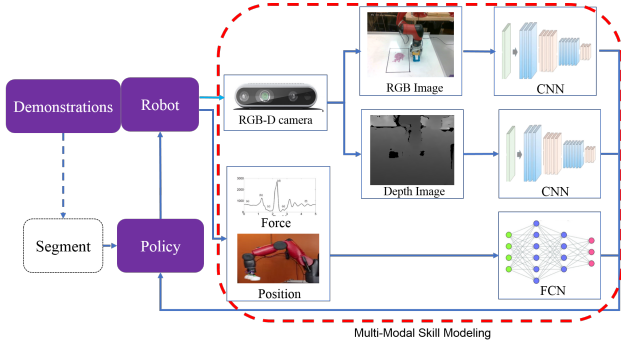 Demonstrations
Robot
RGB-D camera
RGB Image
CNN
Depth Image
CNN
Segment
Policy
Force
Position
FCN
Multi-Modal Skill Modeling